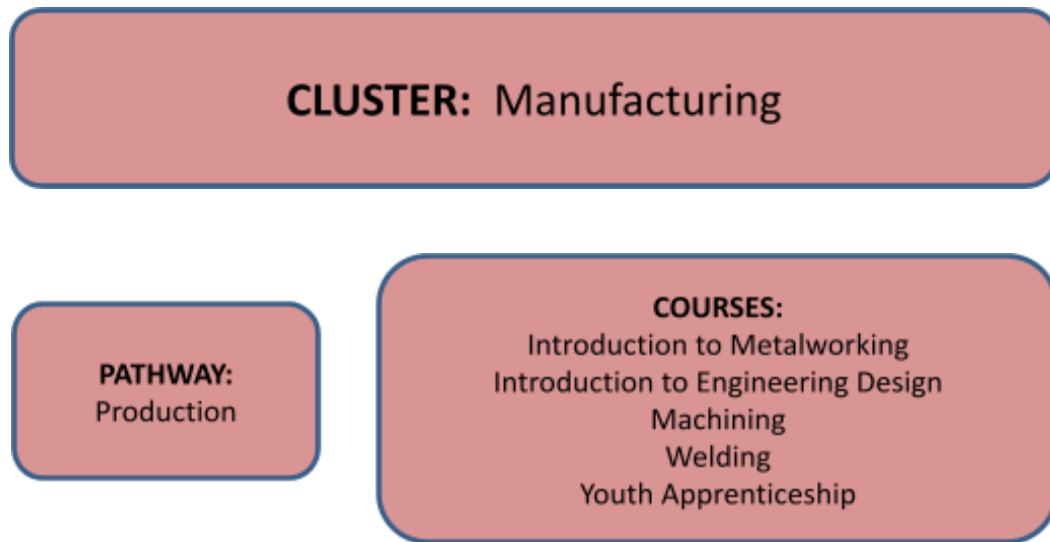 CLUSTER: Manufacturing
PATHWAY:
Production
COURSES:
Introduction to Metalworking
Introduction to Engineering Design
Machining
Welding
Youth Apprenticeship